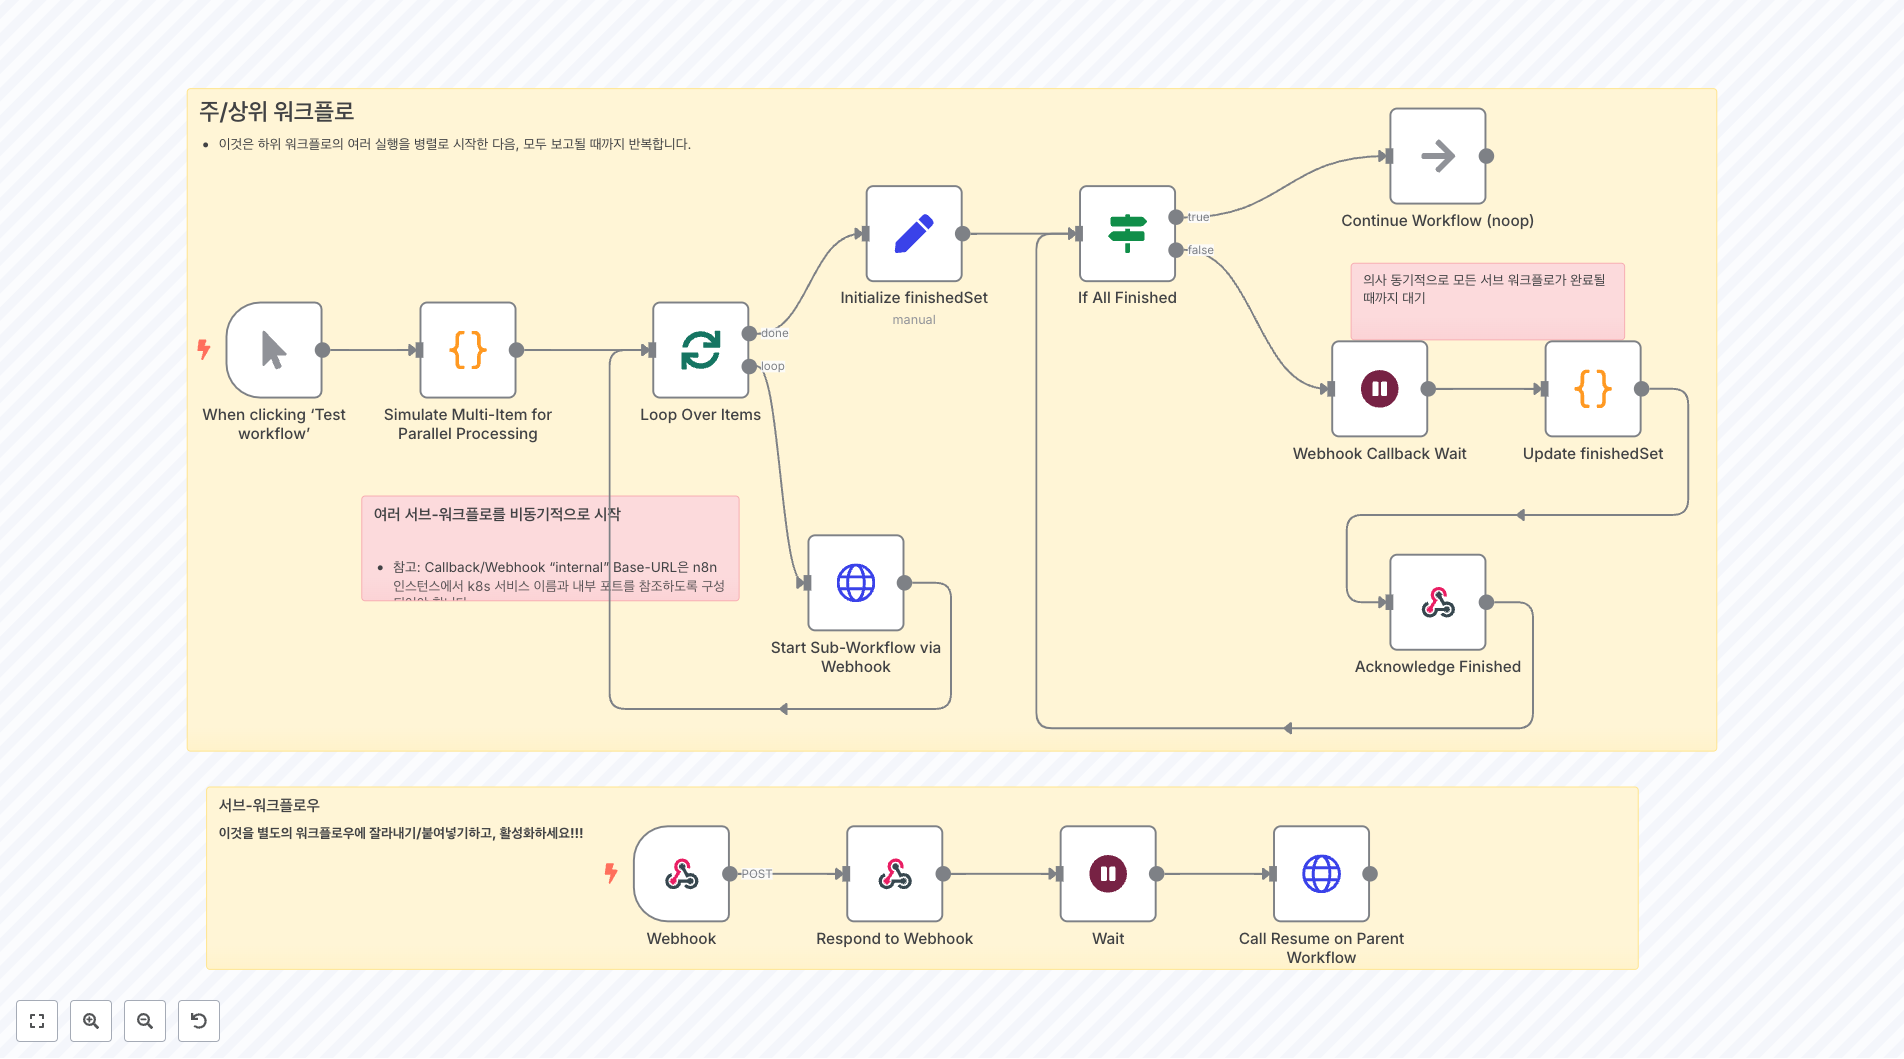 주/상위 워크플로
• 이것은 하위 워크플로의 여러 실행을 병렬로 시작한 다음, 모두 보고될 때까지 반복합니다.
Continue Workflow (noop)
true
false
Initialize finishedSet
manual
If All Finished
의사 동기적으로 모든 서브 워크플로가 완료될
때까지 대기
done
loop
When clicking ‘Test
workflow’
Simulate Multi-Item for
Parallel Processing
Loop Over Items
Webhook Callback Wait
Update finishedSet
여러 서브-워크플로를 비동기적으로 시작
• 참고: Callback/Webhook “internal” Base-URL은 n8n
인스턴스에서 k8s 서비스 이름과 내부 포트를 참조하도록 구성
Start Sub-Workflow via
Webhook
Acknowledge Finished
서브-워크플로우
이것을 별도의 워크플로우에 잘라내기/붙여넣기하고, 활성화하세요!!!
POST
Webhook
Respond to Webhook
Wait
Call Resume on Parent
Workflow